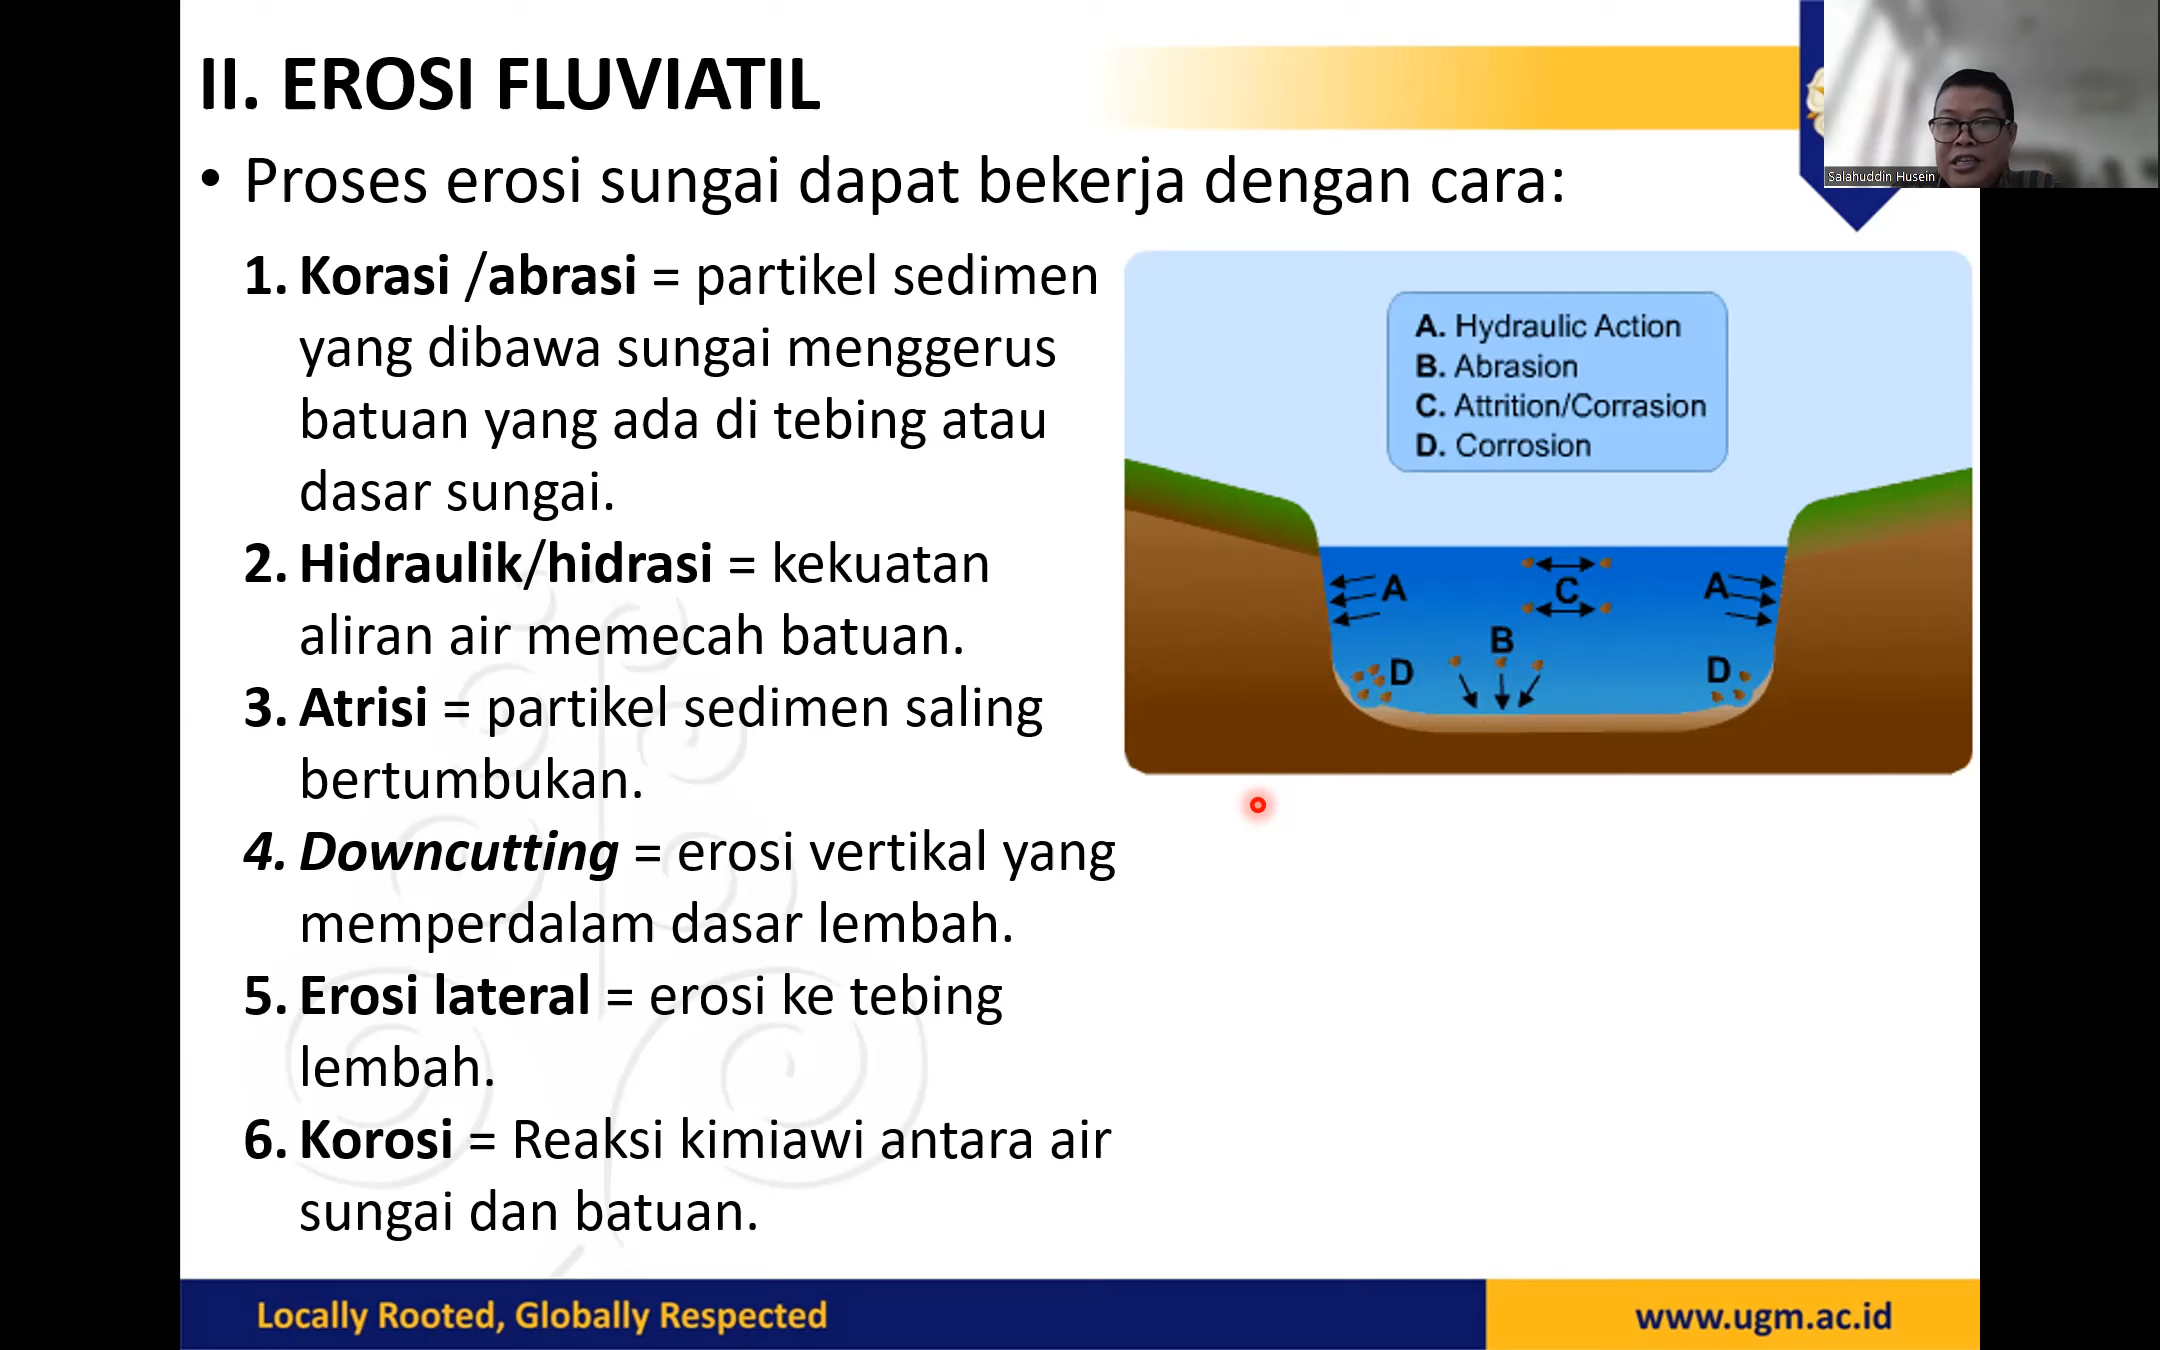 II. EROSI FLUVIATIL
Salahuddin Husein
• Proses erosi sungai dapat bekerja dengan cara:
1. Korasi /abrasi = partikel sedimen
yang dibawa sungai menggerus
batuan yang ada di tebing atau
dasar sungai.
2. Hidraulik/hidrasi = kekuatan
aliran air memecah batuan.
3. Atrisi = partikel sedimen saling
bertumbukan.
4. Downcutting = erosi vertikal yang
memperdalam dasar lembah.
5. Erosi lateral = erosi ke tebing
lembah.
6. Korosi = Reaksi kimiawi antara air
sungai dan batuan.
A. Hydraulic Action
B. Abrasion
C. Attrition/Corrasion
D. Corrosion
A
C
A
B
D
D
Locally Rooted, Globally Respected
www.ugm.ac.id